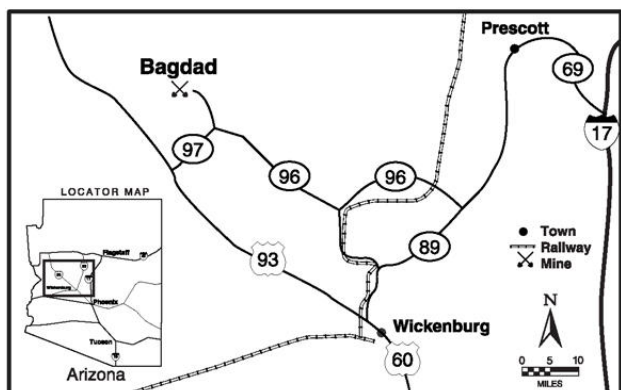 Prescott
Bagdad
69
17
97
96
96
LOCATOR MAP
89
Town
Railway
Mine
93
Flagstaff
Wickenburg
Phoenix
N
Wickenburg
Tucson
60
0 5 10
MILES
Arizona